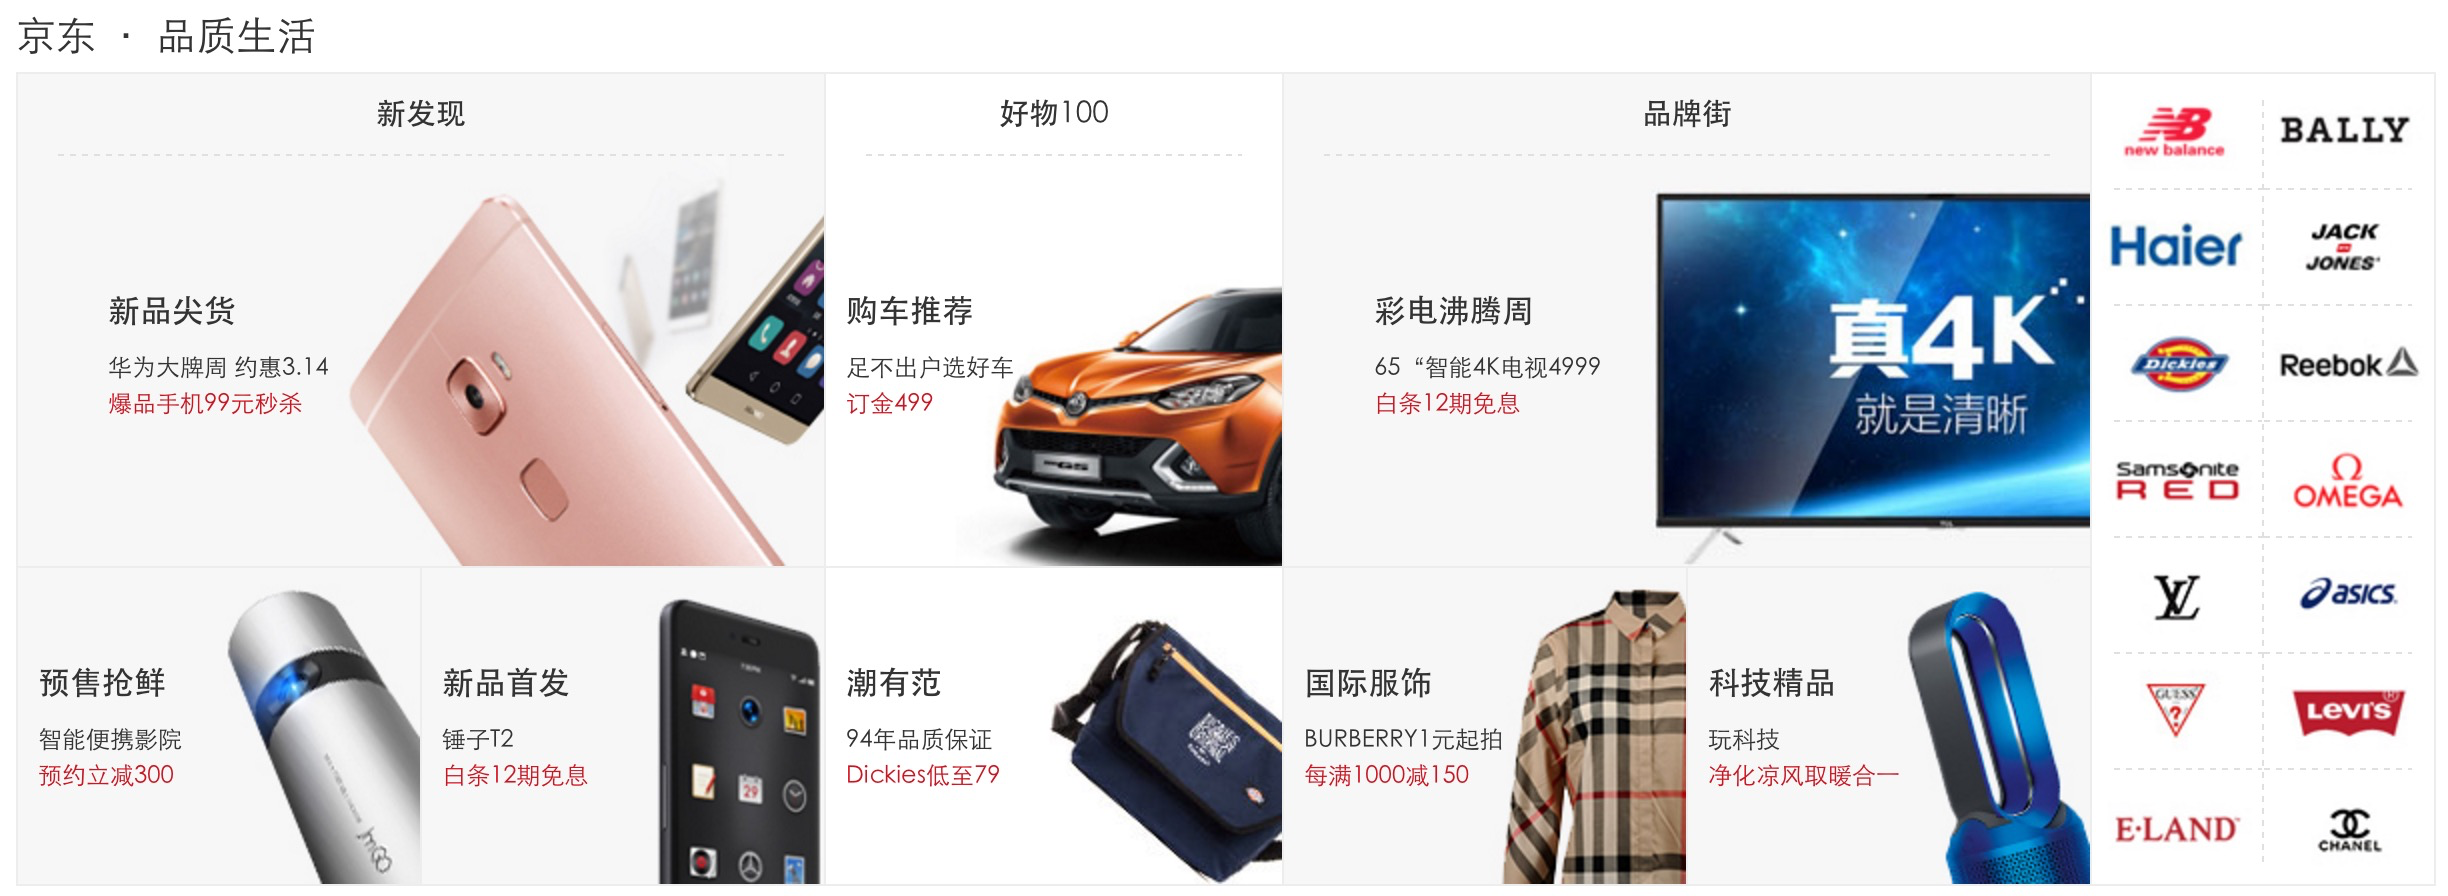 京东 · 品质生活
新发现
新品尖货
华为大牌周 约惠3.14
爆品手机99元秒杀
预售抢鲜
智能便携影院
预约立减300
JmGO
新品首发
锤子T2
白条12期免息
29
好物100
购车推荐
足不出户选好车
订金499
GS
潮有范
94年品质保证
Dickies低至79
品牌街
彩电沸腾周
65“智能4K电视4999
白条12期免息
真4K
就是清晰
TCL
国际服饰
BURBERRY1元起拍
每满1000减150
科技精品
玩科技
净化凉风取暖合一
NB
new balance
BALLY
Haier
JACK
JONES
Dickies
Reebok
Samsonite
RED
Ω
OMEGA
LV
asics
GUESS
?
LEVI'S®
E·LAND
CHANEL